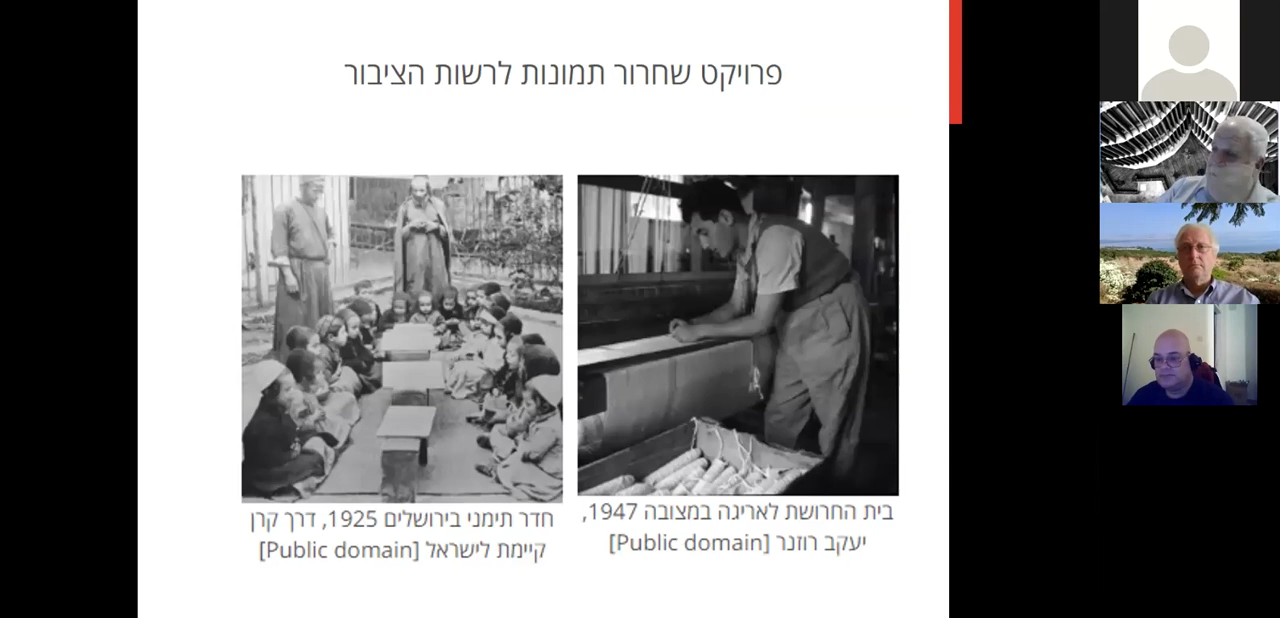 פרויקט שחרור תמונות לרשות הציבור
בית החרושת לאריגה במצובה 1947,
יעקב רוזנר [Public domain]
חדר תימני בירושלים 1925, דרך קרן
קיימת לישראל [Public domain]